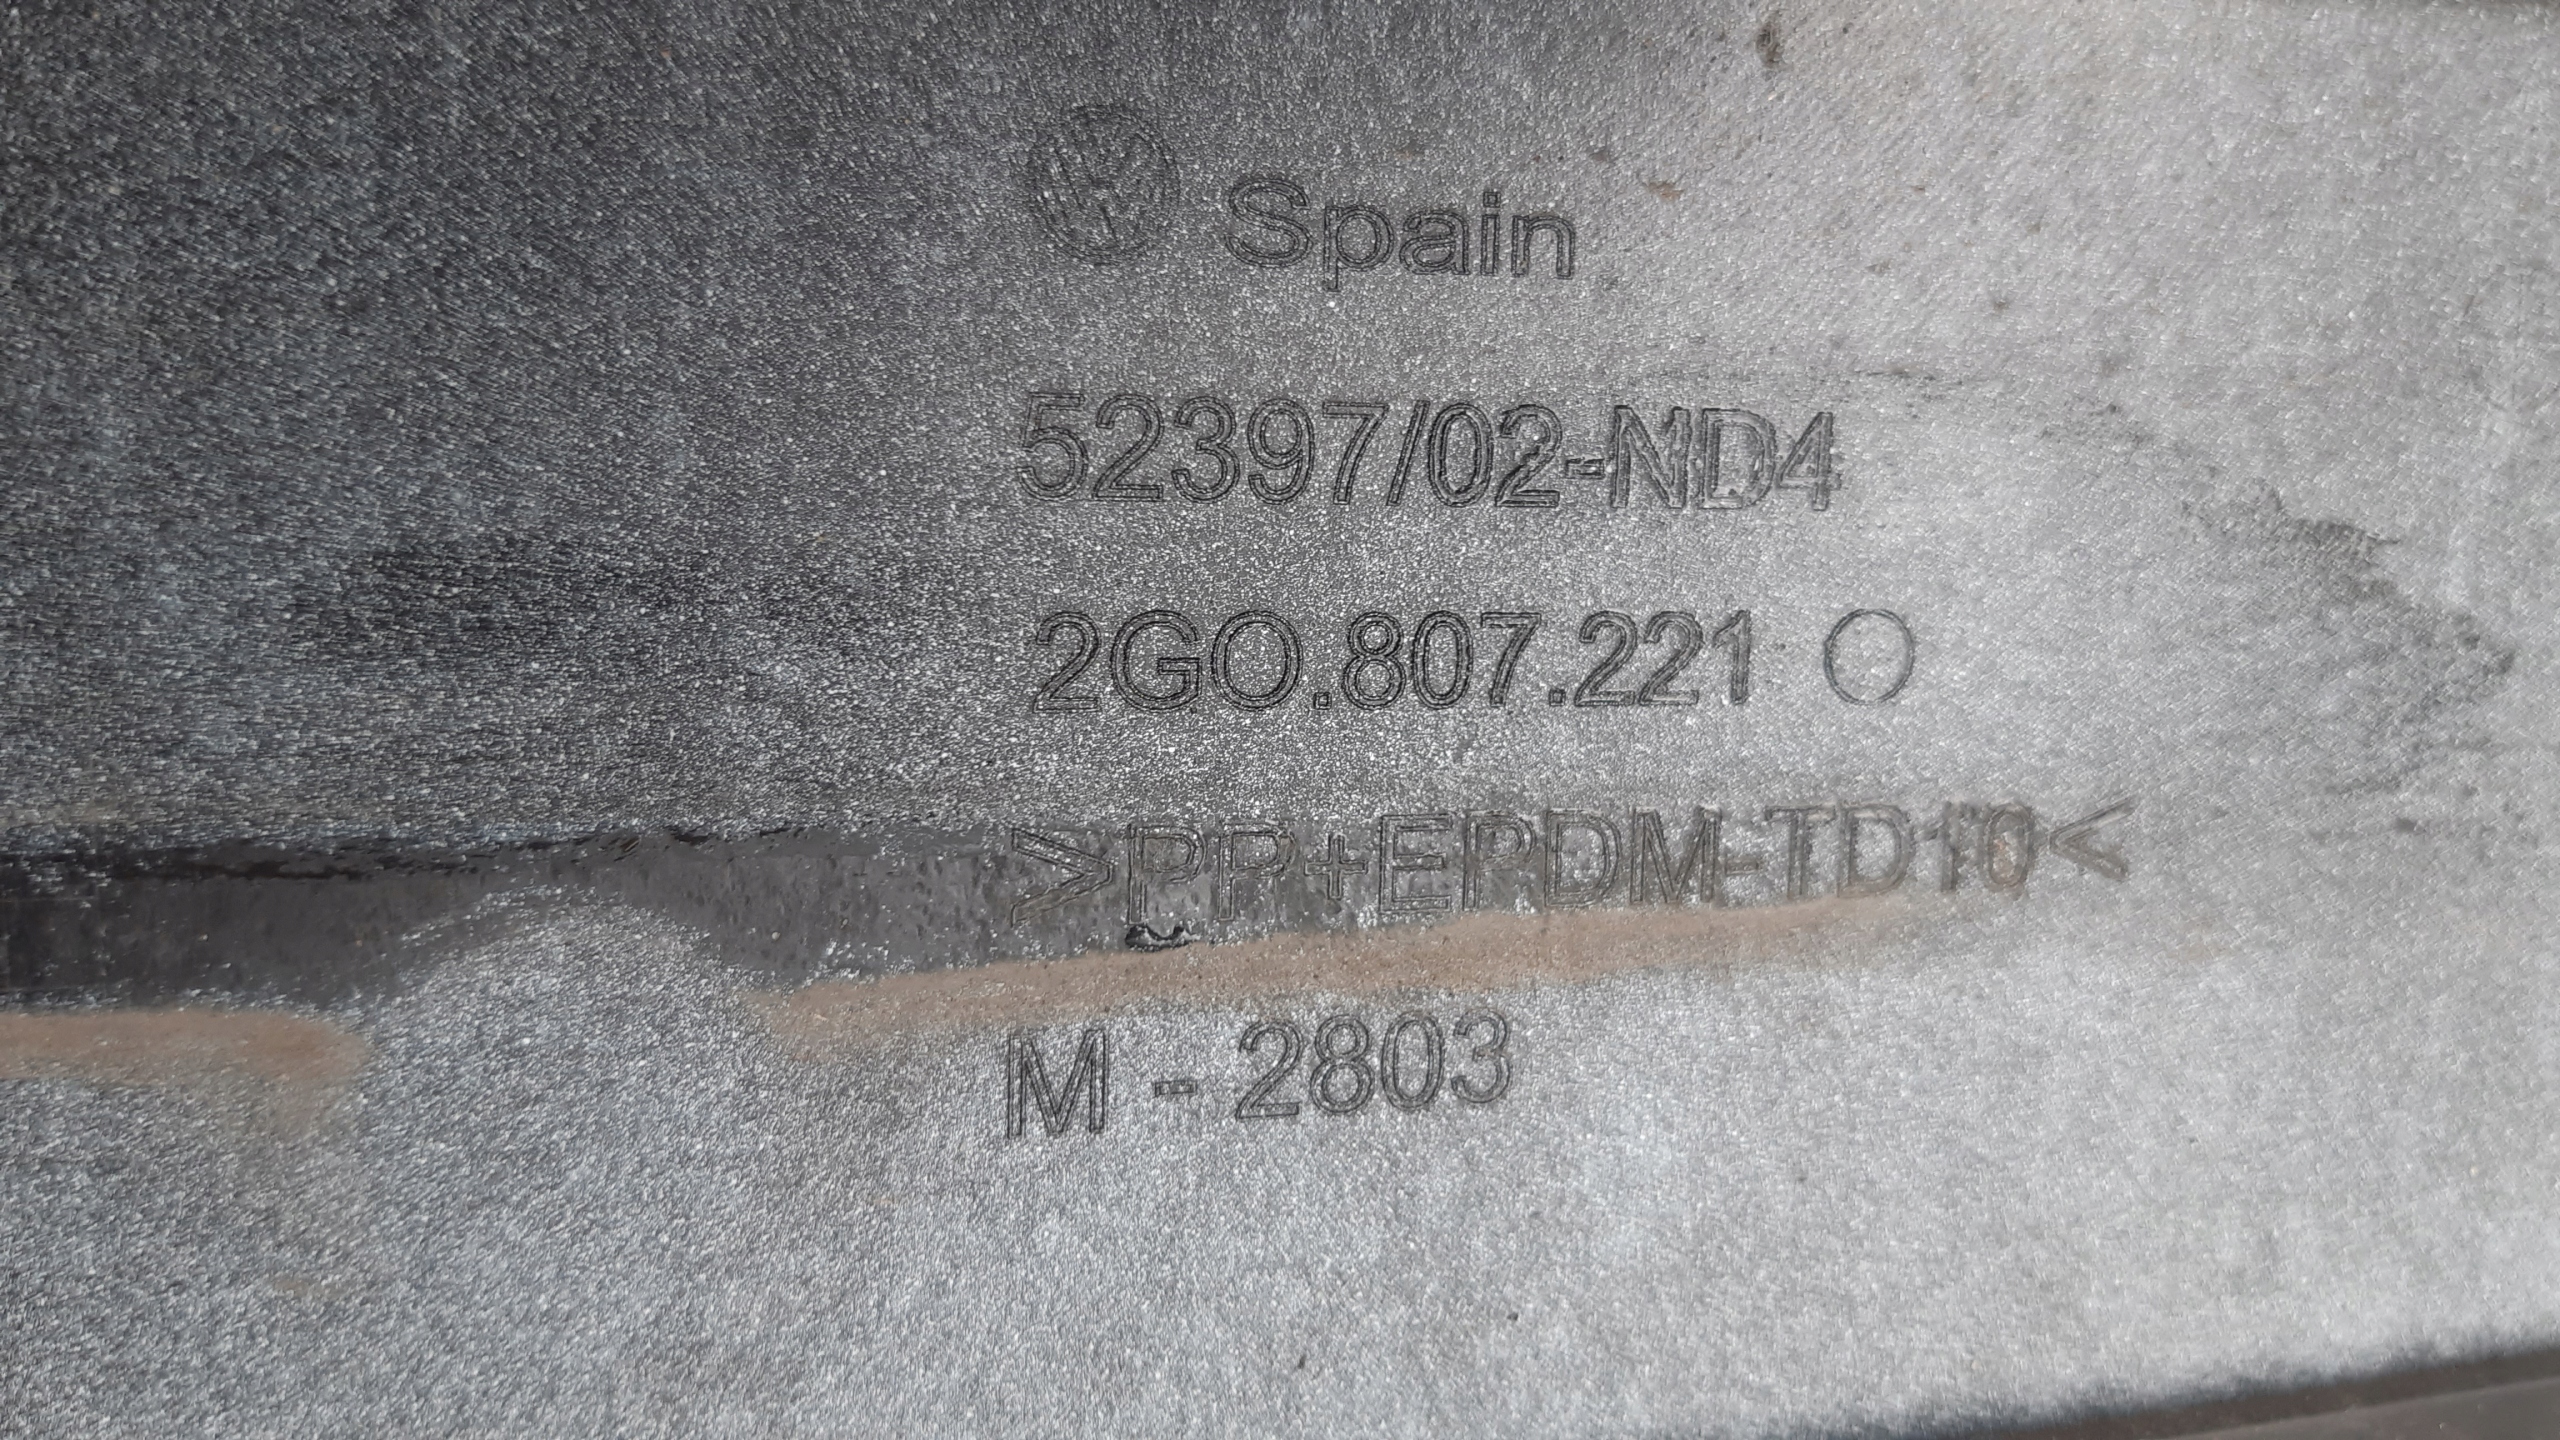 Spain
52397/02-ND4
2GO.807.221
>PP+EPDM-TD10<
M - 2803